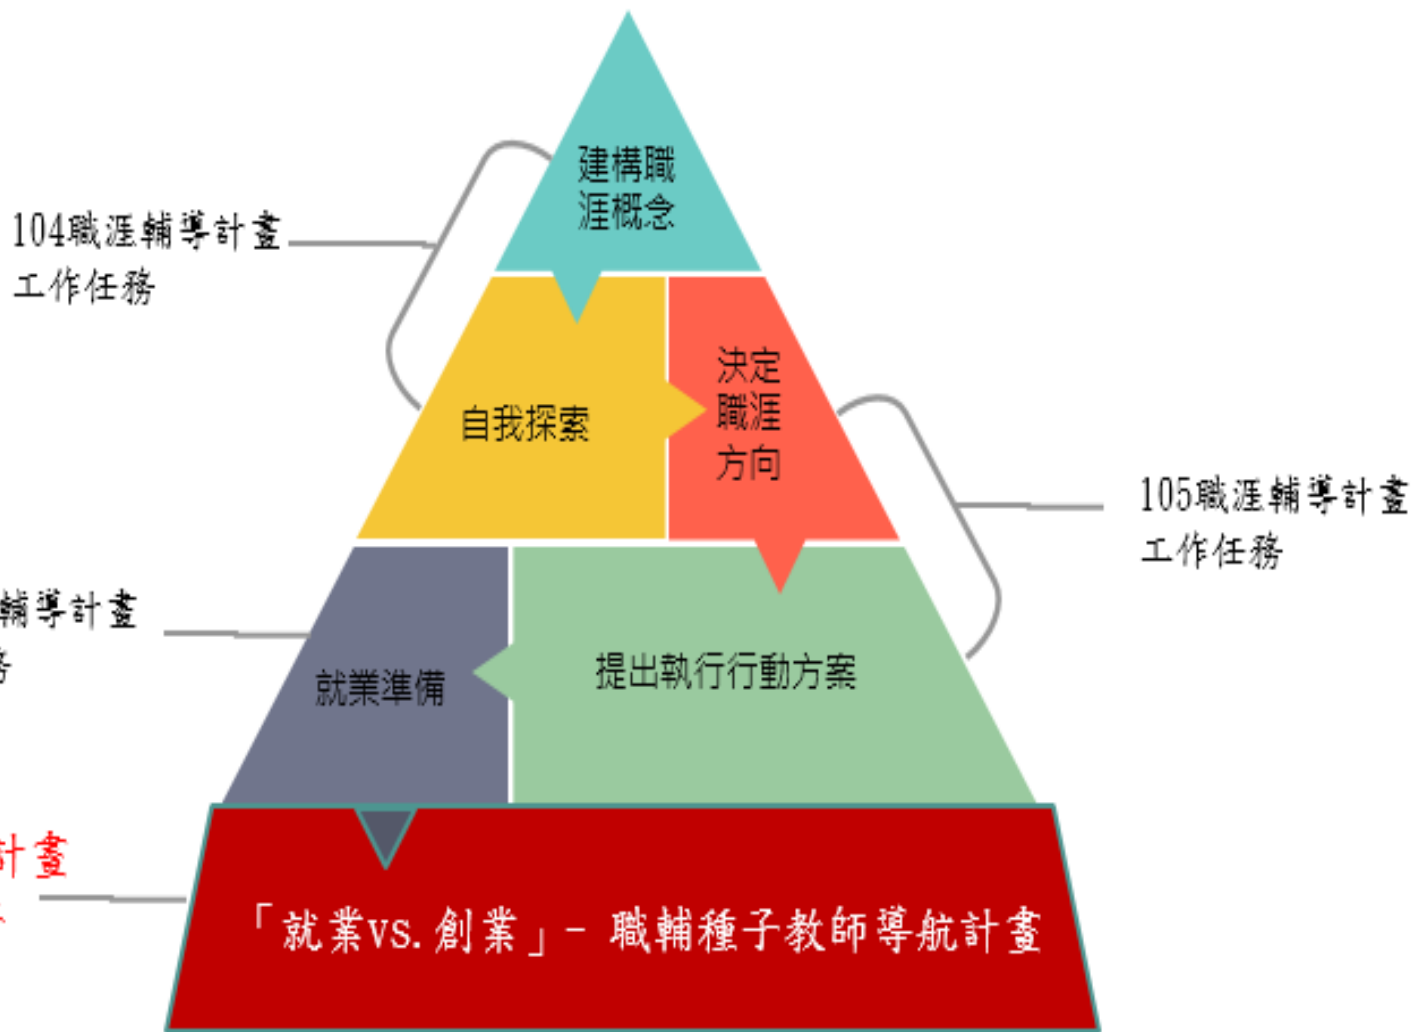 建構職
涯概念
104職涯輔導計畫
工作任務
自我探索
決定
職涯
方向
105職涯輔導計畫
工作任務
輔導計畫
務
就業準備
提出執行行動方案
計畫
「就業vs.創業」- 職輔種子教師導航計畫